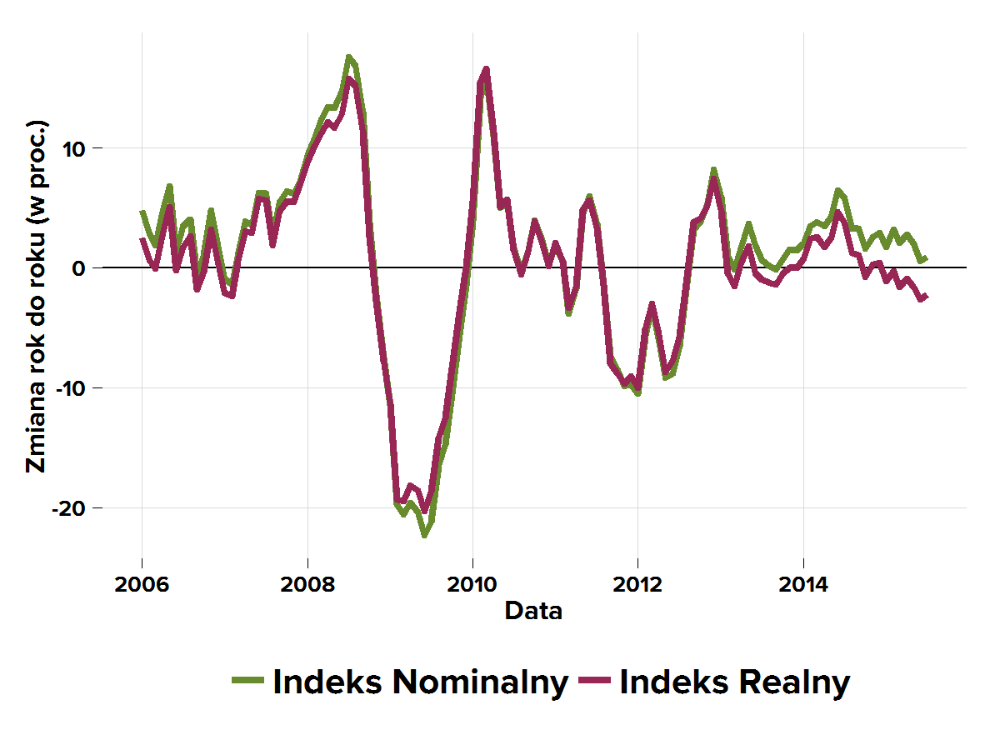 Zmiana rok do roku (w proc.)
10
0
-10
-20
2006 2008 2010 2012 2014
Data
Indeks Nominalny Indeks Realny